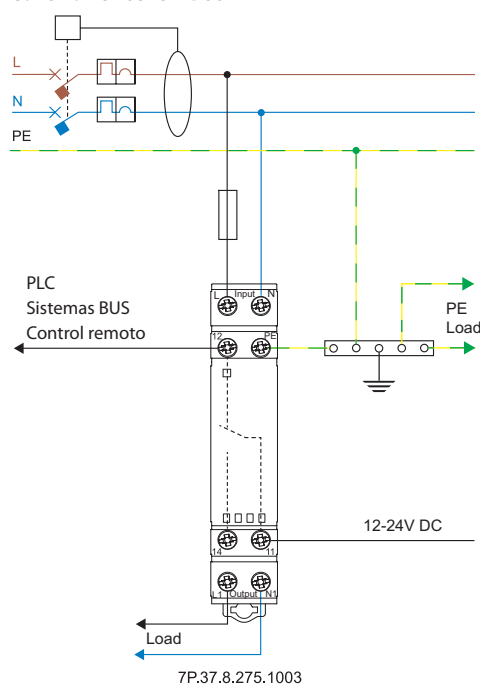 L
N
PE
L Input N
12 PE
PLC
Sistemas BUS
Control remoto
PE
Load
12-24V DC
14 11
L1 Output N1
Load
7P.37.8.275.1003